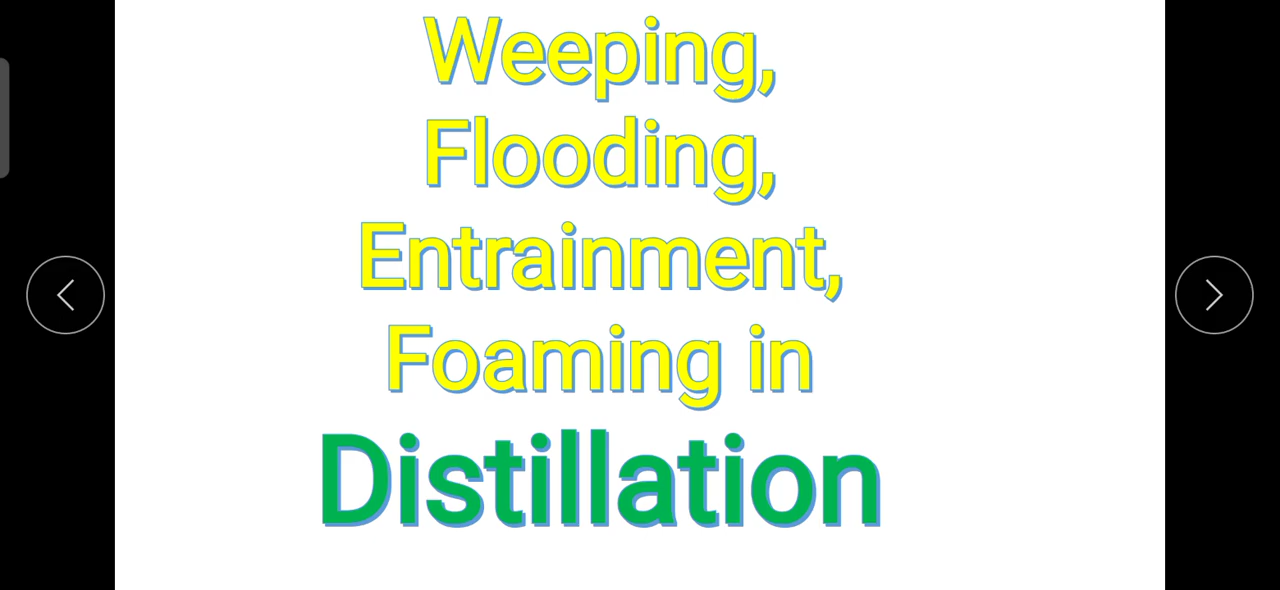 Weeping,
Flooding,
Entrainment,
Foaming in
Distillation